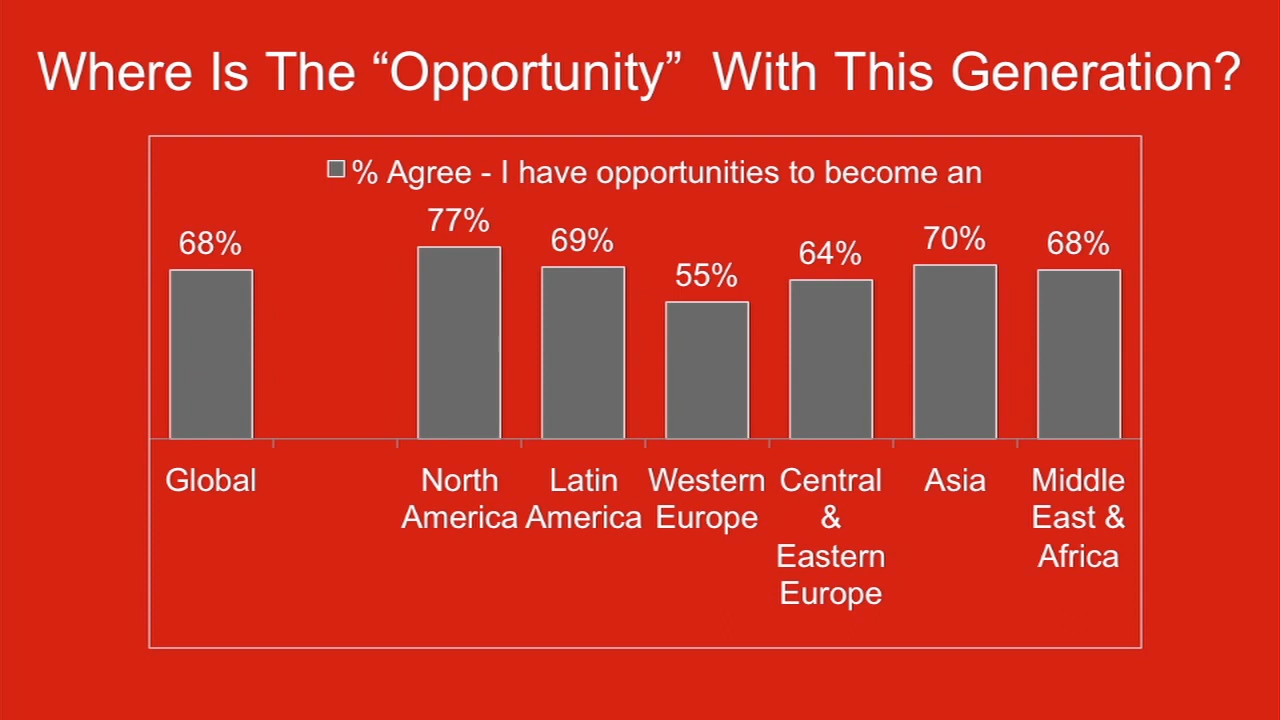 Where Is The “Opportunity”  With This Generation?
% Agree - I have opportunities to become an
68%
77%
69%
55%
64%
70%
68%
Global
North
America
Latin
America
Western
Europe
Central
&
Eastern
Europe
Asia
Middle
East &
Africa